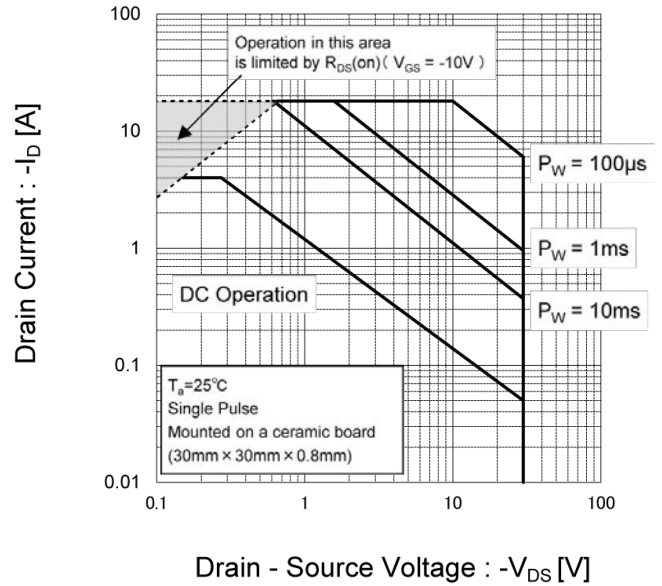 100
Operation in this area
is limited by RDS(on)( VGS = -10V )
10
PW = 100µs
1
PW = 1ms
DC Operation
PW = 10ms
0.1
Ta=25°C
Single Pulse
Mounted on a ceramic board
(30mm × 30mm × 0.8mm)
0.01
0.1
1
10
100
Drain Current : -ID [A]
Drain - Source Voltage : -VDS [V]